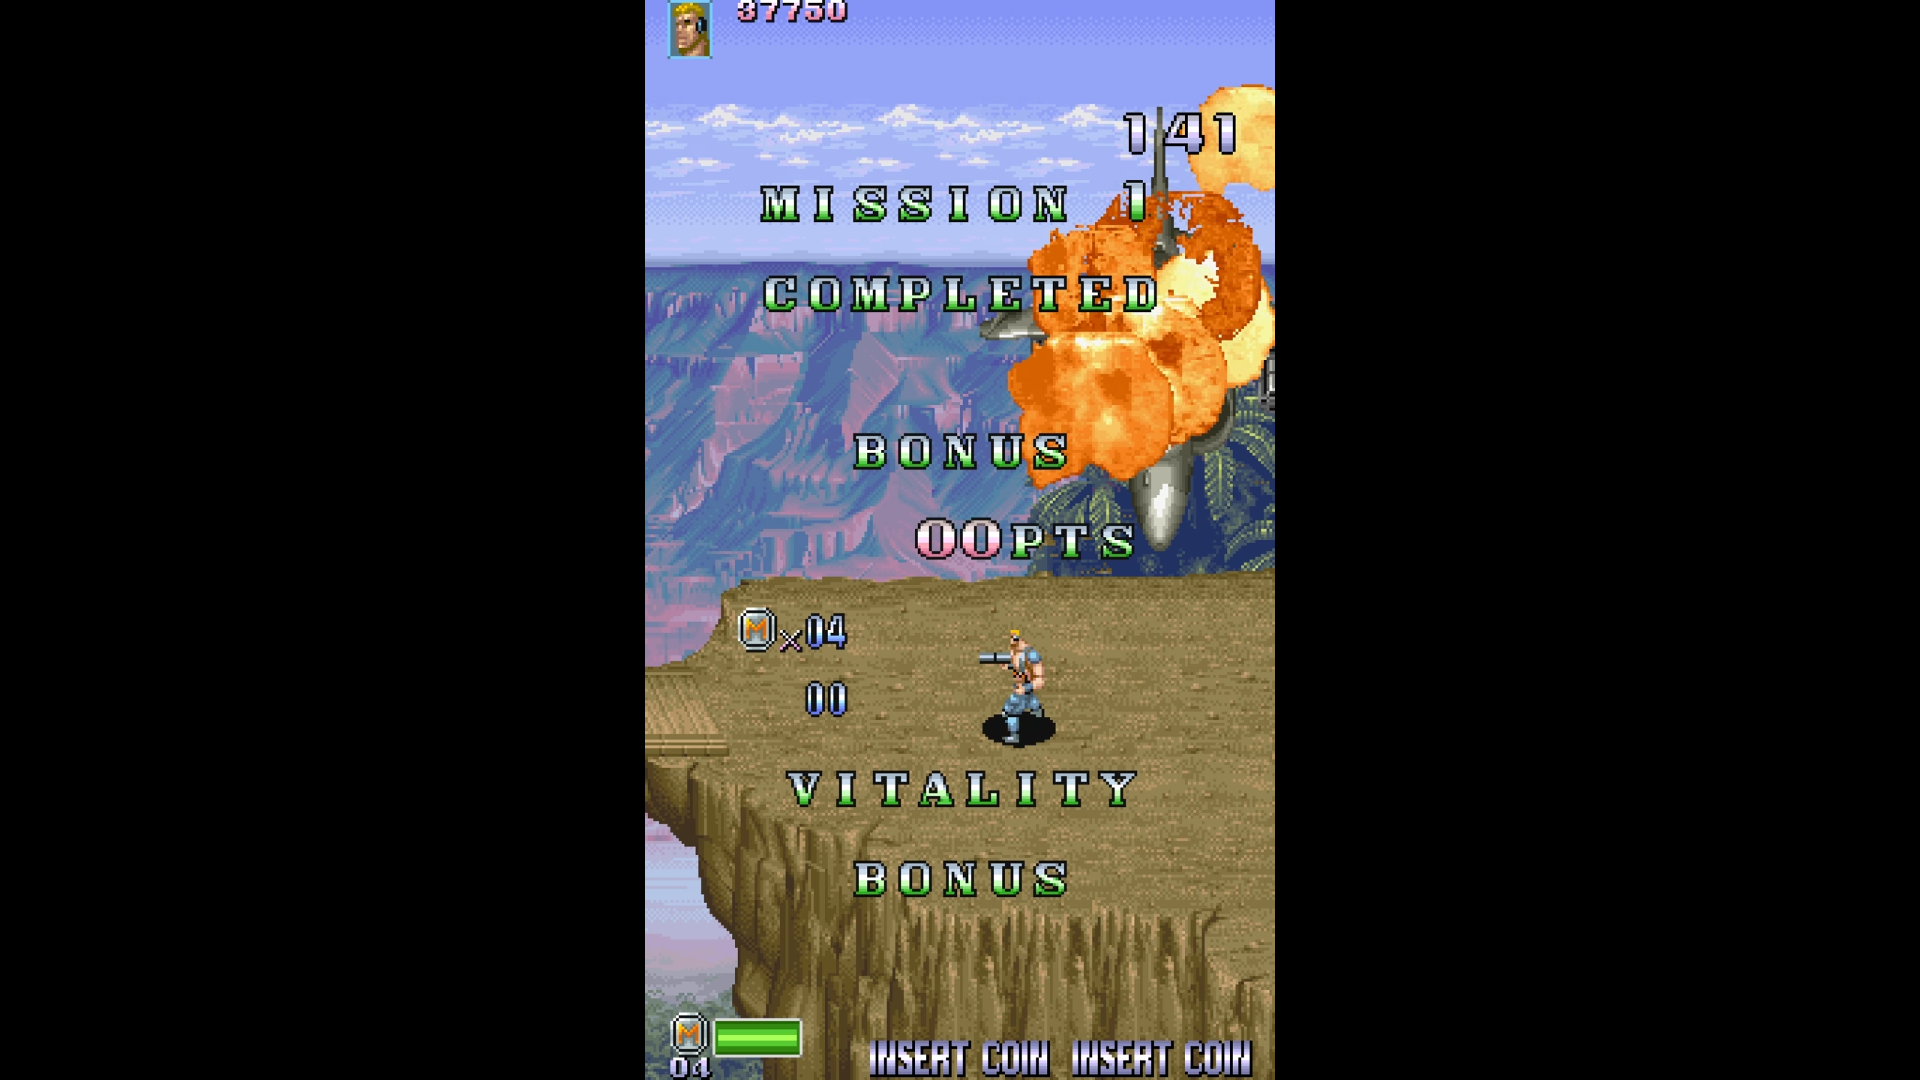 37750
141
MISSION 1
COMPLETED
BONUS
00PTS
M×04
00
VITALITY
BONUS
M
04
INSERT COIN INSERT COIN